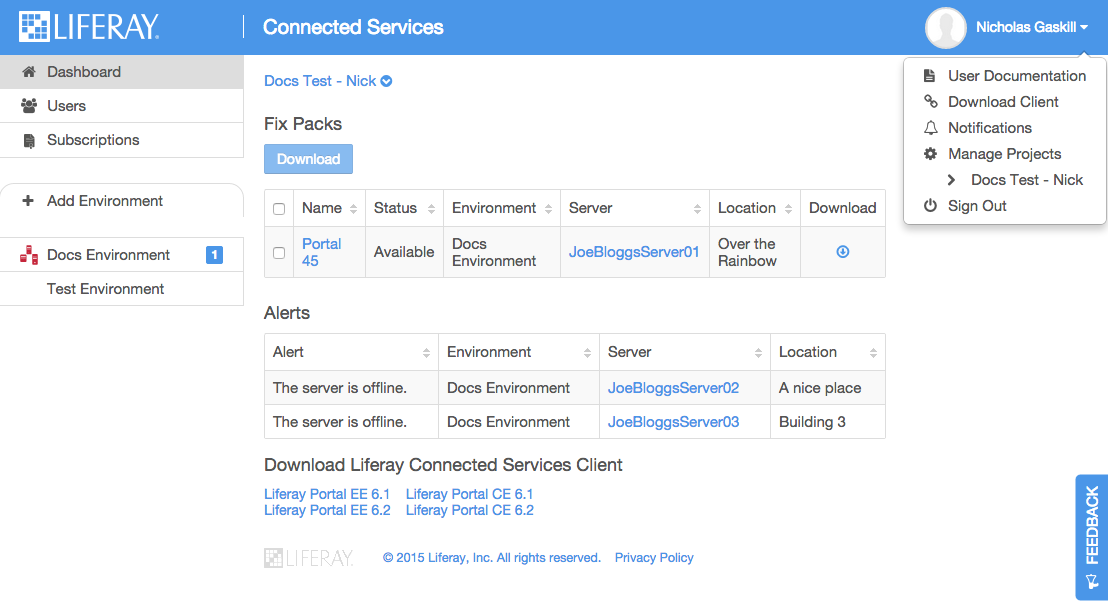 LIFERAY.
Connected Services
Nicholas Gaskill
Dashboard
Users
Subscriptions
Add Environment
Docs Environment 1
Test Environment
User Documentation
Download Client
Notifications
Manage Projects
Docs Test - Nick
Sign Out
Docs Test - Nick
Fix Packs
Download
Name Status Environment Server Location Download
Portal 45 Available Docs Environment JoeBloggsServer01 Over the Rainbow
Alerts
Alert Environment Server Location
The server is offline. Docs Environment JoeBloggsServer02 A nice place
The server is offline. Docs Environment JoeBloggsServer03 Building 3
Download Liferay Connected Services Client
Liferay Portal EE 6.1 Liferay Portal CE 6.1
Liferay Portal EE 6.2 Liferay Portal CE 6.2
LIFERAY. © 2015 Liferay, Inc. All rights reserved. Privacy Policy
FEEDBACK